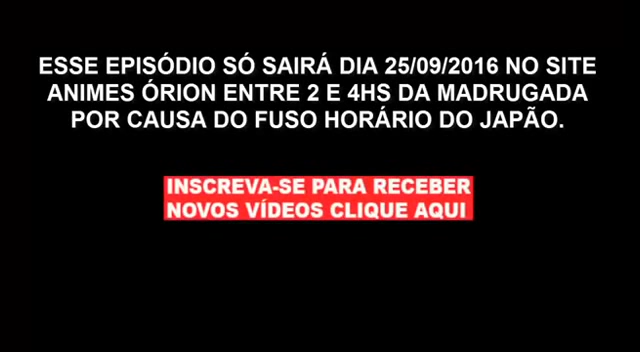 ESSE EPISÓDIO SÓ SAIRÁ DIA 25/09/2016 NO SITE
ANIMES ÓRION ENTRE 2 E 4HS DA MADRUGADA
POR CAUSA DO FUSO HORÁRIO DO JAPÃO.
INSCREVA-SE PARA RECEBER
NOVOS VÍDEOS CLIQUE AQUI